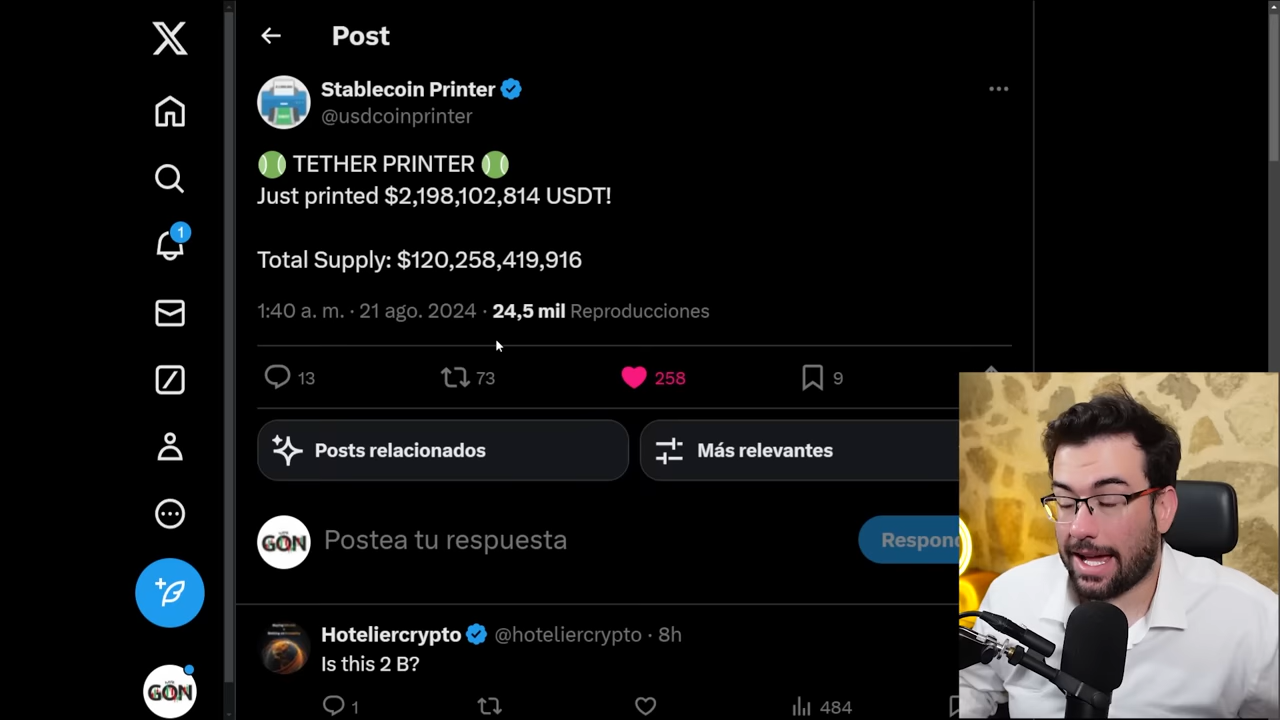 Post
Stablecoin Printer
@usdcoinprinter
TETHER PRINTER
Just printed $2,198,102,814 USDT!
Total Supply: $120,258,419,916
1:40 a. m. · 21 ago. 2024 · 24,5 mil Reproducciones
13 73 258 9
Posts relacionados
Más relevantes
GON
Postea tu respuesta
Respon
Hoteliercrypto @hoteliercrypto · 8h
Is this 2 B?
1 484
1
GON